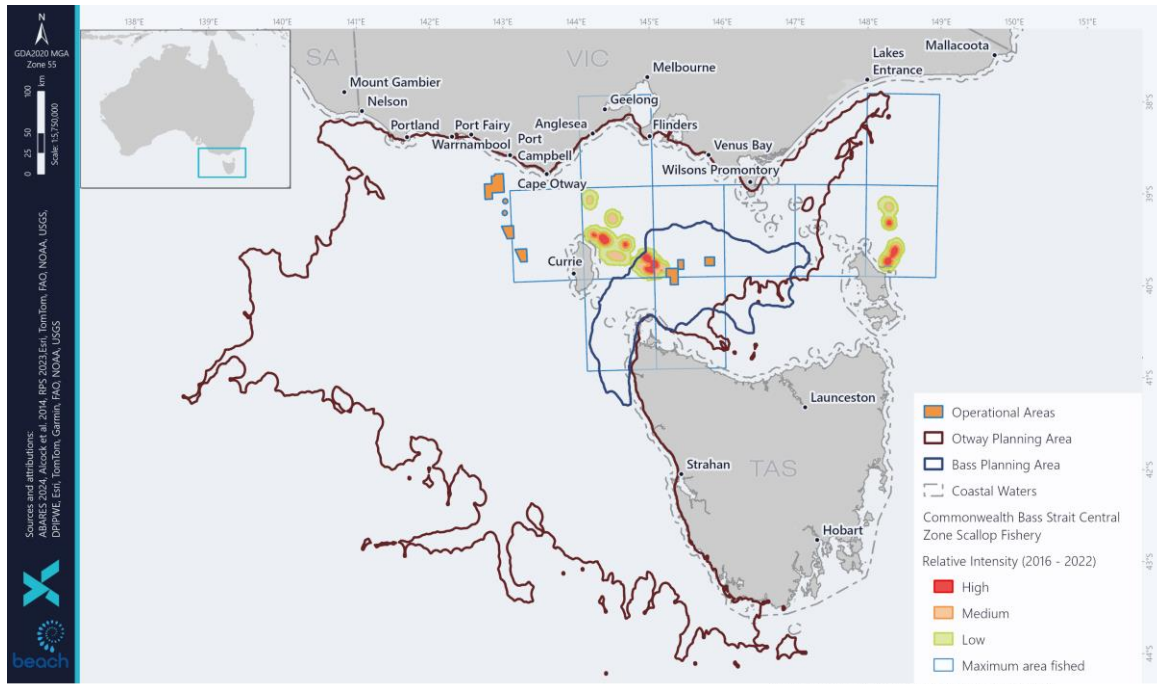 N
GDA2020 MGA
Zone 55
0 25 50 100
km
Scale: 1:5,750,000
Sources and attributions:
ABARES 2024, Alcock et al. 2014, RPS 2023,Esri, TomTom, FAO, NOAA, USGS,
DPIPWE, Esri, TomTom, Garmin, FAO, NOAA, USGS
beach
138°E
139°E
140°E
141°E
142°E
143°E
144°E
145°E
146°E
147°E
148°E
149°E
150°E
151°E
38°S
39°S
40°S
41°S
42°S
43°S
44°S
SA
VIC
TAS
Mallacoota
Lakes
Entrance
Melbourne
Mount Gambier
Nelson
Geelong
Portland
Port Fairy
Warrnambool
Port
Campbell
Anglesea
Flinders
Venus Bay
Cape Otway
Wilsons Promontory
Currie
Launceston
Strahan
Hobart
Operational Areas
Otway Planning Area
Bass Planning Area
Coastal Waters
Commonwealth Bass Strait Central
Zone Scallop Fishery
Relative Intensity (2016 - 2022)
High
Medium
Low
Maximum area fished